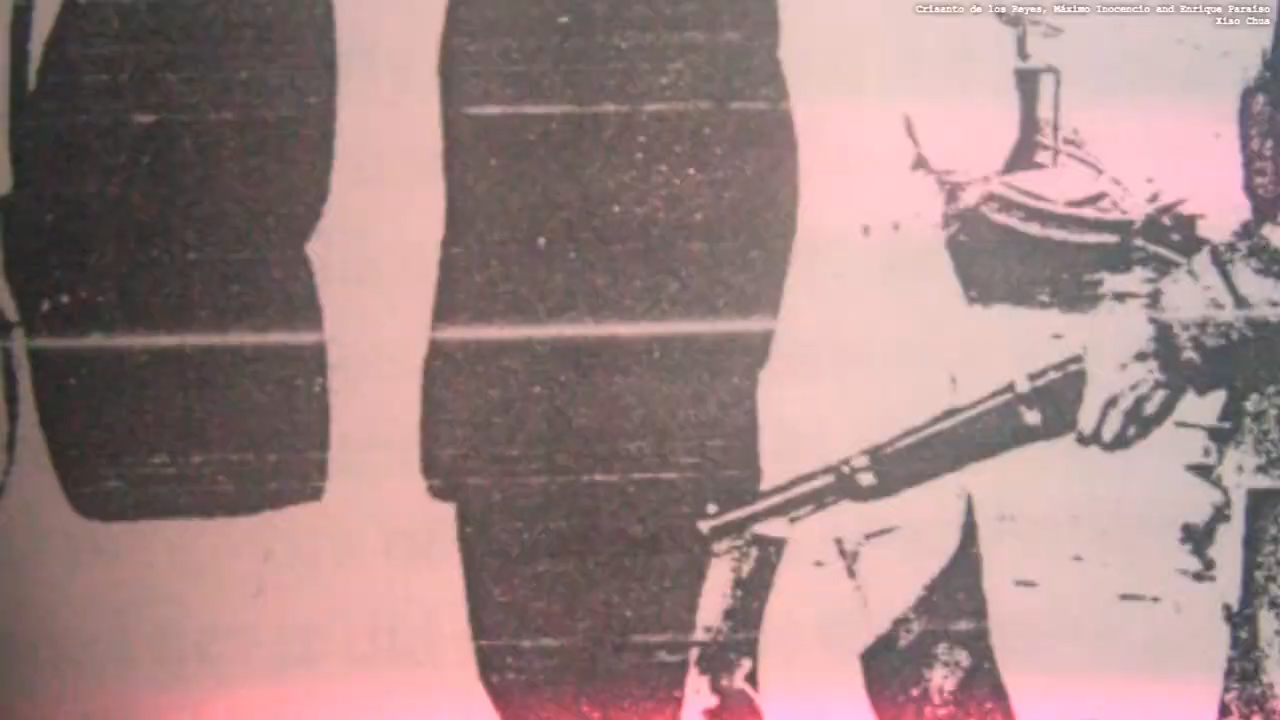 Crisanto de los Reyes, Máximo Inocencio and Enrique Paraiso
Xiao Chua